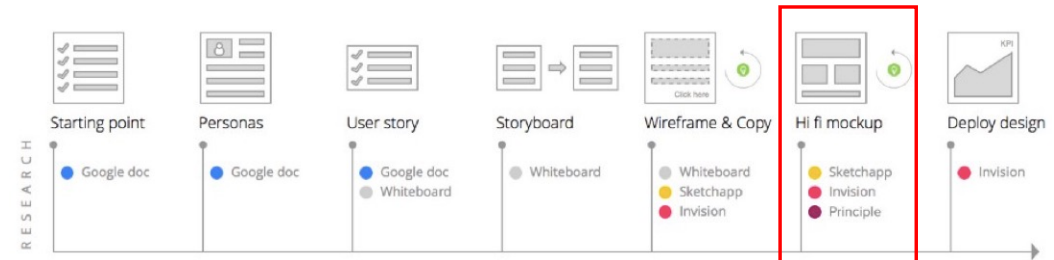 Click here
KPI
Starting point
Personas
User story
Storyboard
Wireframe & Copy
Hi fi mockup
Deploy design
RESEARCH
Google doc
Google doc
Google doc
Whiteboard
Whiteboard
Whiteboard
Sketchapp
Invision
Sketchapp
Invision
Principle
Invision